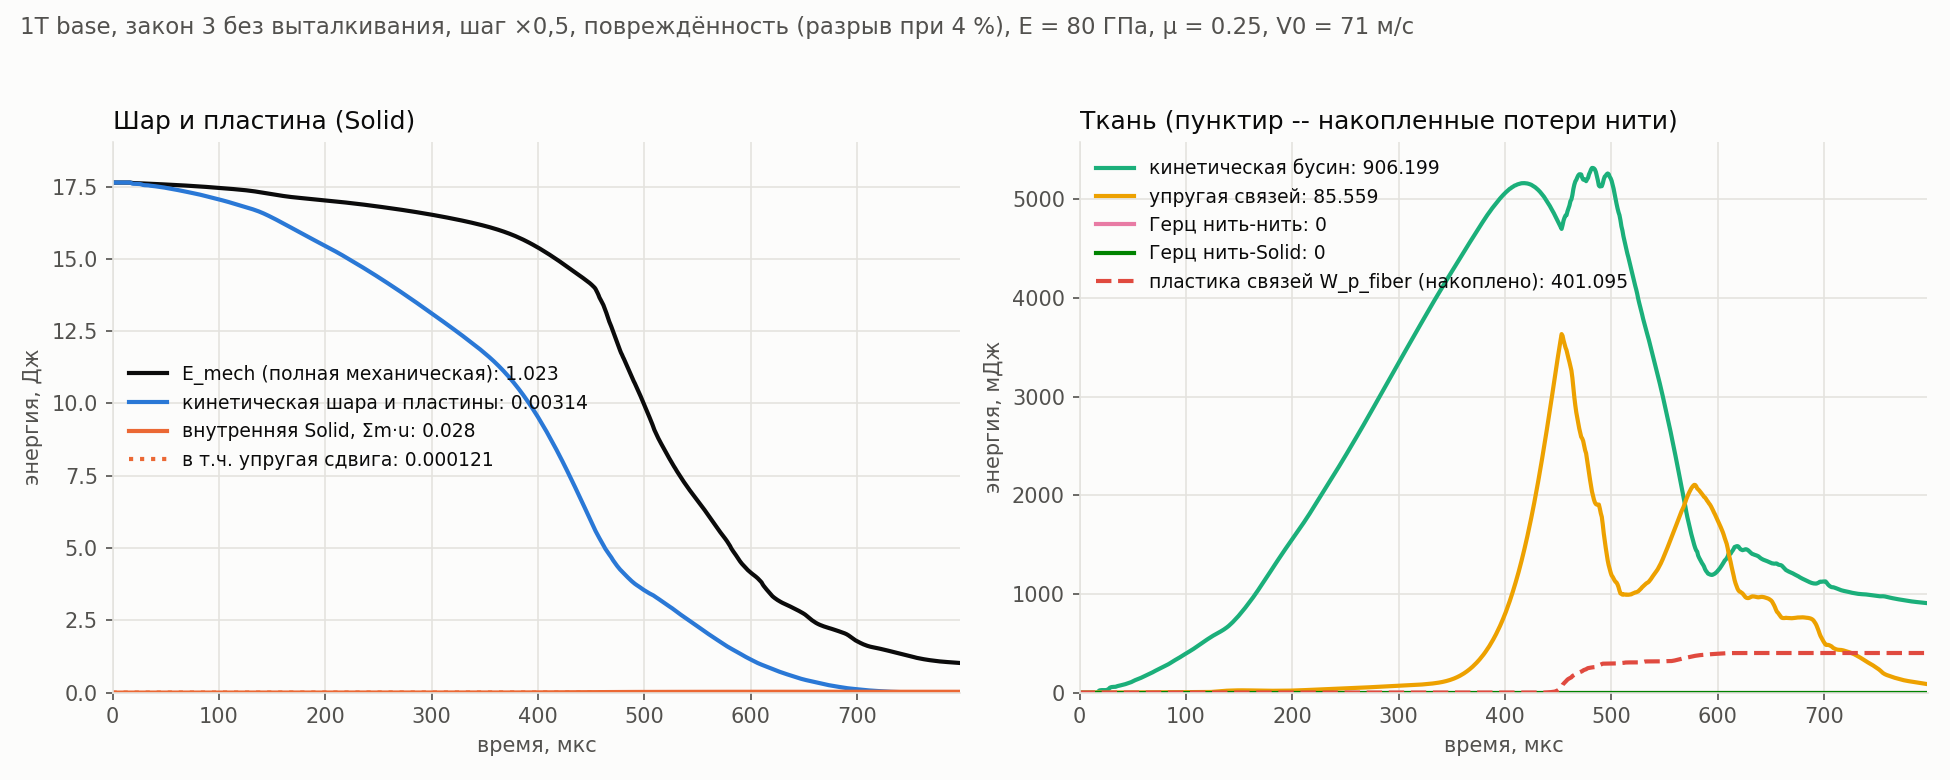 1T base, закон 3 без выталкивания, шаг ×0,5, повреждённость (разрыв при 4 %), E = 80 ГПа, μ = 0.25, V0 = 71 м/с
Шар и пластина (Solid)
энергия, Дж
17.5
15.0
12.5
10.0
7.5
5.0
2.5
0.0
E_mech (полная механическая): 1.023
кинетическая шара и пластины: 0.00314
внутренняя Solid, Σm·u: 0.028
в т.ч. упругая сдвига: 0.000121
0 100 200 300 400 500 600 700
время, мкс
Ткань (пунктир -- накопленные потери нити)
энергия, мДж
5000
4000
3000
2000
1000
0
кинетическая бусин: 906.199
упругая связей: 85.559
Герц нить-нить: 0
Герц нить-Solid: 0
пластика связей W_p_fiber (накоплено): 401.095
0 100 200 300 400 500 600 700
время, мкс